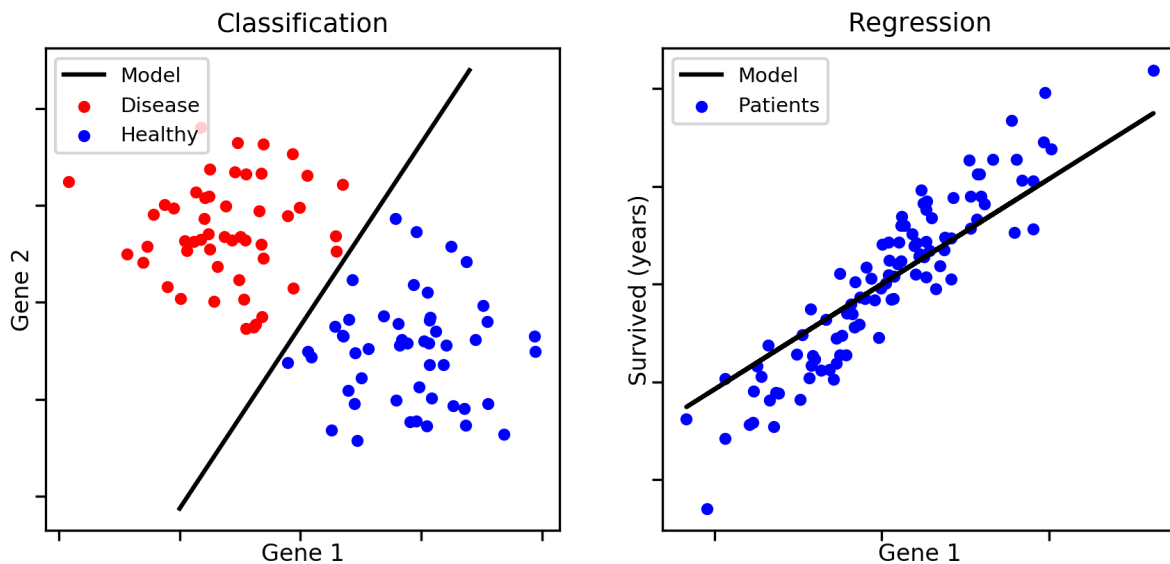 Classification
Model
Disease
Healthy
Gene 2
Gene 1
Regression
Model
Patients
Survived (years)
Gene 1